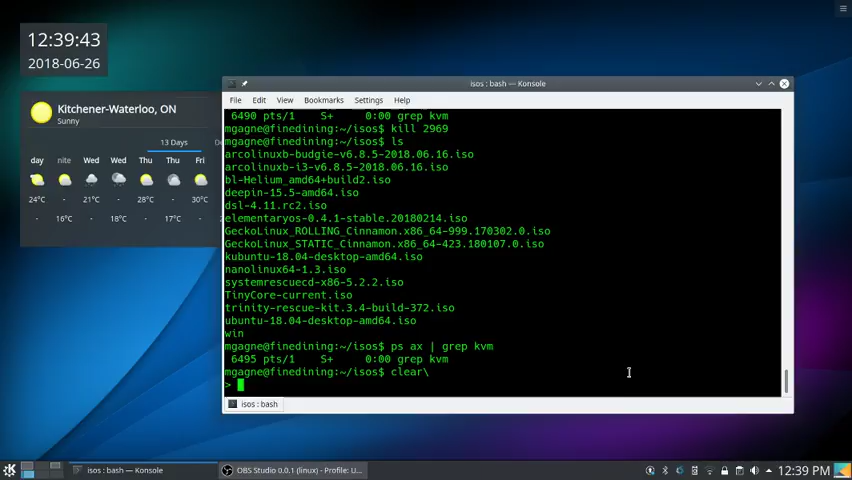 12:39:43
2018-06-26
Kitchener-Waterloo, ON
Sunny
13 Days
day nite Wed Wed Thu Thu Fri
24°C - 21°C - 28°C - 30°C
- 16°C - 18°C - 17°C -
isos : bash — Konsole
File Edit View Bookmarks Settings Help
6490 pts/1 S+ 0:00 grep kvm
mgagne@finedining:~/isos$ kill 2969
mgagne@finedining:~/isos$ ls
arcolinuxb-budgie-v6.8.5-2018.06.16.iso
arcolinuxb-i3-v6.8.5-2018.06.16.iso
bl-Helium_amd64+build2.iso
deepin-15.5-amd64.iso
dsl-4.11.rc2.iso
elementaryos-0.4.1-stable.20180214.iso
GeckoLinux_ROLLING_Cinnamon.x86_64-999.170302.0.iso
GeckoLinux_STATIC_Cinnamon.x86_64-423.180107.0.iso
kubuntu-18.04-desktop-amd64.iso
nanolinux64-1.3.iso
systemrescuecd-x86-5.2.2.iso
TinyCore-current.iso
trinity-rescue-kit.3.4-build-372.iso
ubuntu-18.04-desktop-amd64.iso
win
mgagne@finedining:~/isos$ ps ax | grep kvm
6495 pts/1 S+ 0:00 grep kvm
mgagne@finedining:~/isos$ clear\
>
isos : bash
isos : bash — Konsole
OBS Studio 0.0.1 (linux) - Profile: U...
12:39 PM